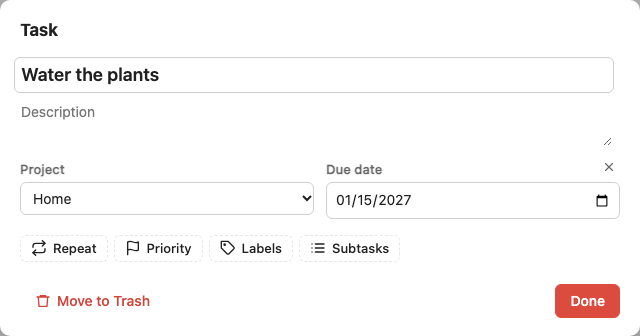 Task
Water the plants
Description
Project
Due date
Home
01/15/2027
Repeat
Priority
Labels
Subtasks
Move to Trash
Done